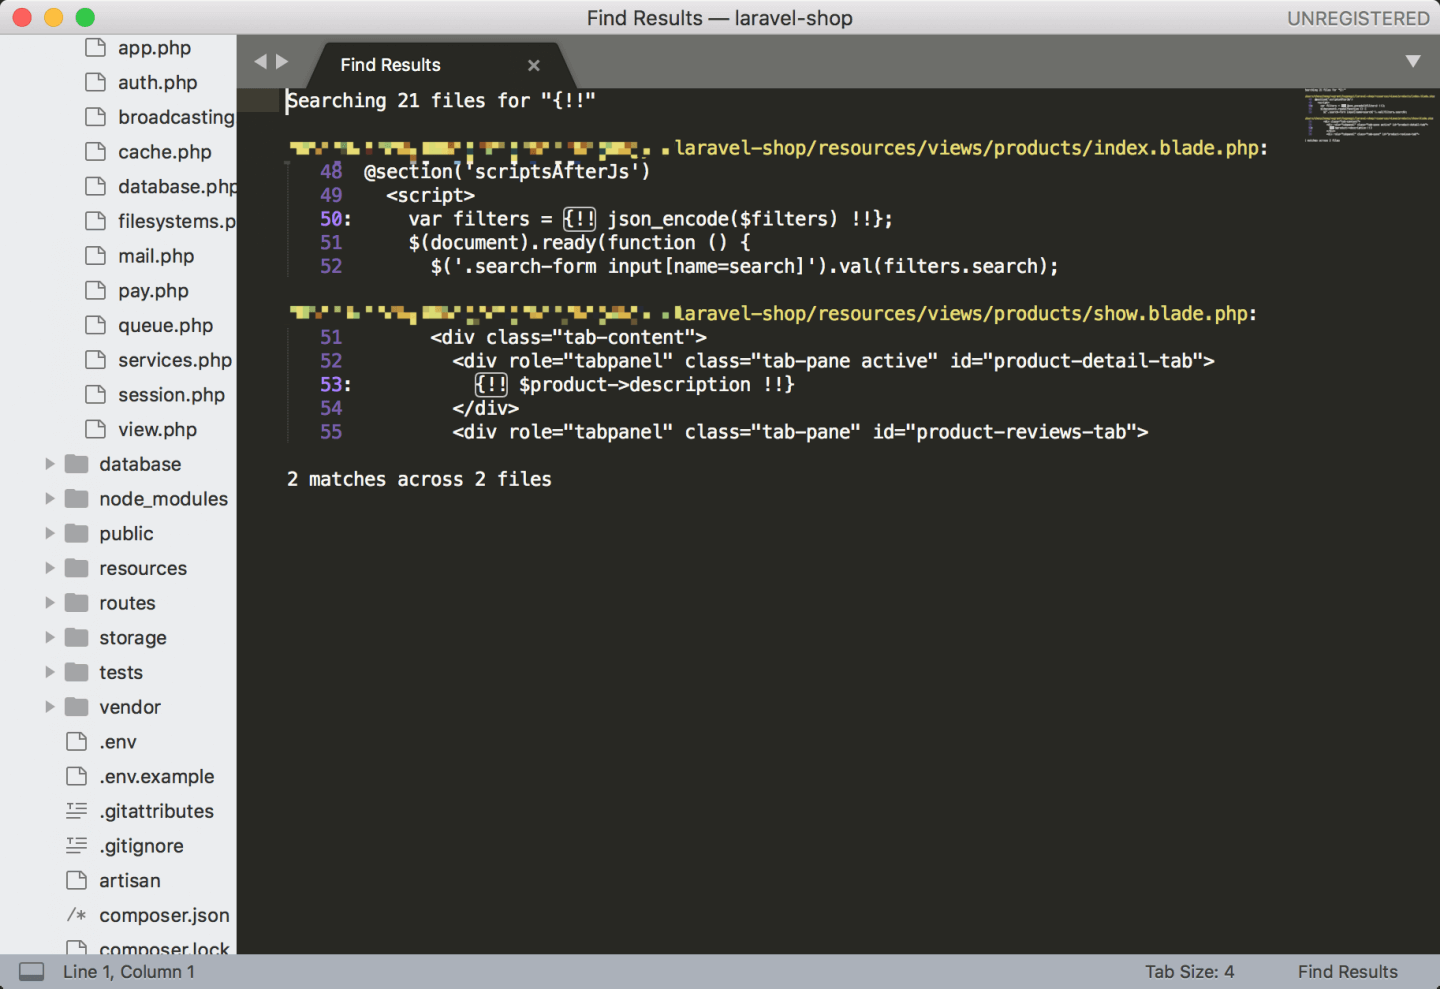 Find Results — laravel-shop
UNREGISTERED
app.php
auth.php
broadcasting
cache.php
database.php
filesystems.p
mail.php
pay.php
queue.php
services.php
session.php
view.php
database
node_modules
public
resources
routes
storage
tests
vendor
.env
.env.example
.gitattributes
.gitignore
artisan
composer.json
composer.lock
Find Results
Searching 21 files for "{!!"
laravel-shop/resources/views/products/index.blade.php:
48 @section('scriptsAfterJs')
49 <script>
50: var filters = {!! json_encode($filters) !!};
51 $(document).ready(function () {
52 $('.search-form input[name=search]').val(filters.search);
laravel-shop/resources/views/products/show.blade.php:
51 <div class="tab-content">
52 <div role="tabpanel" class="tab-pane active" id="product-detail-tab">
53: {!! $product->description !!}
54 </div>
55 <div role="tabpanel" class="tab-pane" id="product-reviews-tab">
2 matches across 2 files
Line 1, Column 1
Tab Size: 4
Find Results